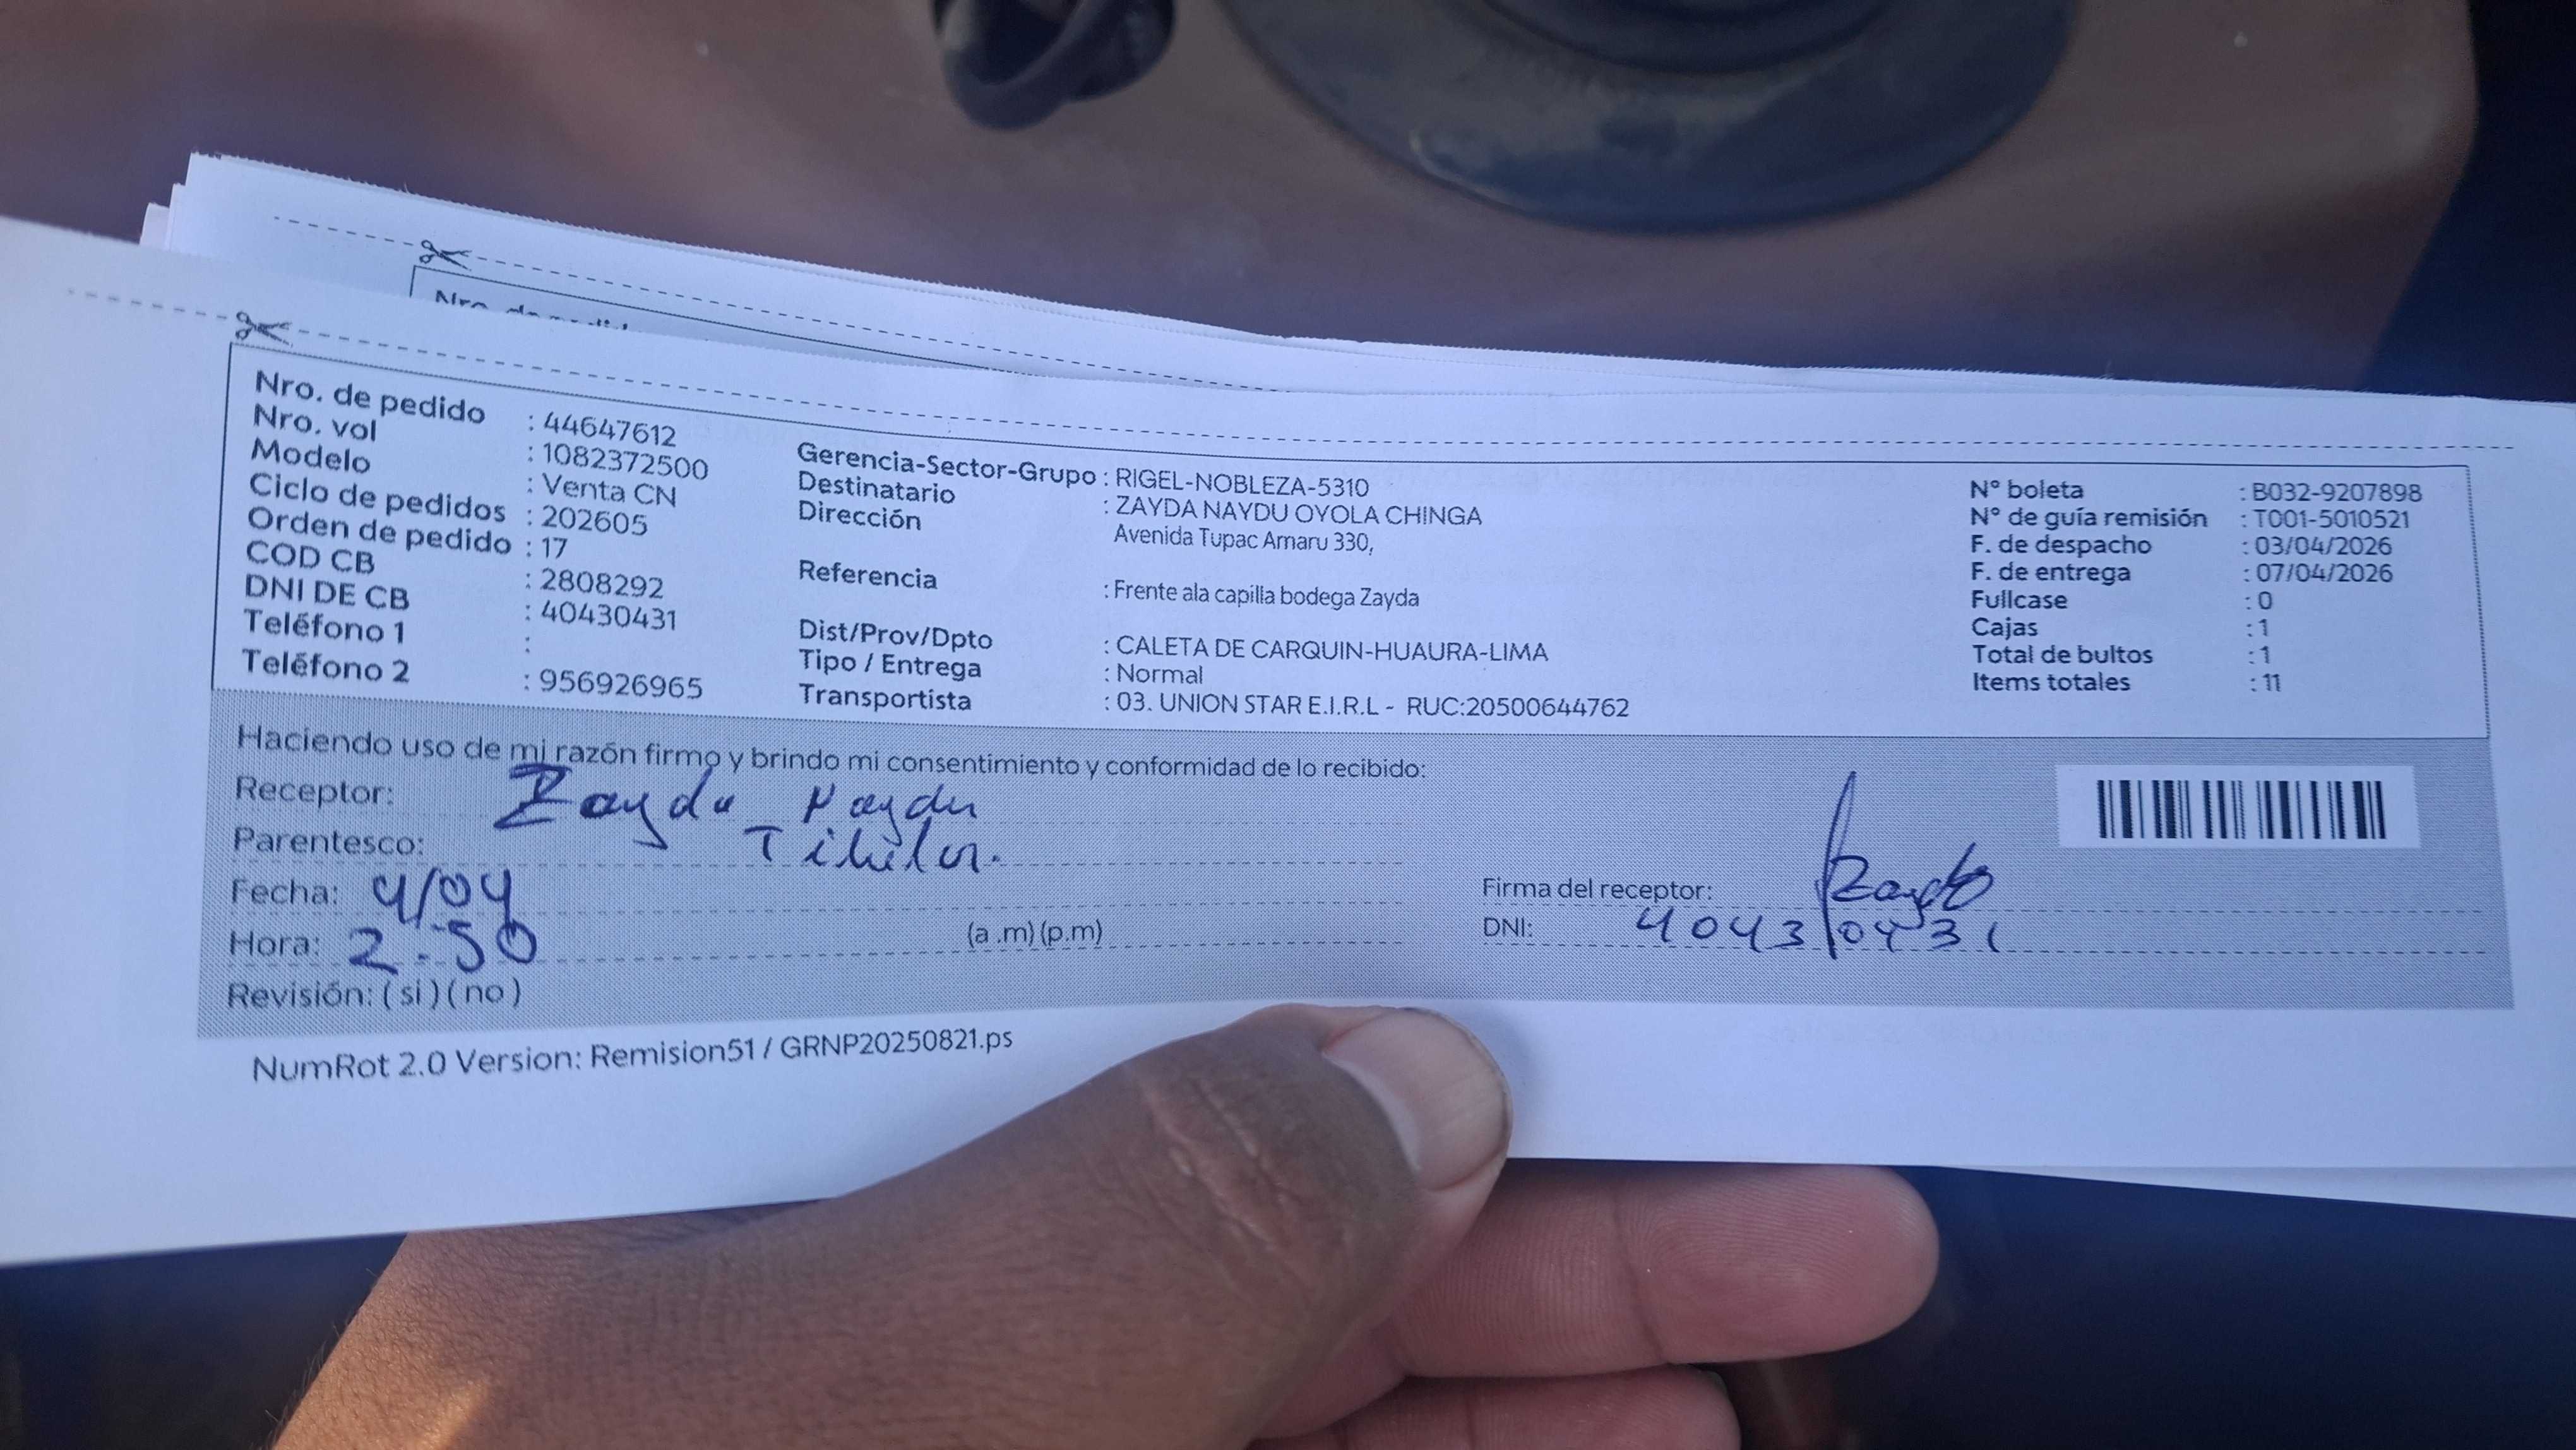 Nro. de pedido : 44647612
Nro. vol : 1082372500
Modelo : Venta CN
Ciclo de pedidos : 202605
Orden de pedido : 17
COD CB : 2808292
DNI DE CB : 40430431
Teléfono 1 :
Teléfono 2 : 956926965
Gerencia-Sector-Grupo : RIGEL-NOBLEZA-5310
Destinatario : ZAYDA NAYDU OYOLA CHINGA
Dirección Avenida Tupac Amaru 330,
Referencia : Frente ala capilla bodega Zayda
Dist/Prov/Dpto : CALETA DE CARQUIN-HUAURA-LIMA
Tipo / Entrega : Normal
Transportista : 03. UNION STAR E.I.R.L - RUC:20500644762
N° boleta : B032-9207898
N° de guía remisión : T001-5010521
F. de despacho : 03/04/2026
F. de entrega : 07/04/2026
Fullcase : 0
Cajas : 1
Total de bultos : 1
Items totales : 11
Haciendo uso de mi razón firmo y brindo mi consentimiento y conformidad de lo recibido:
Receptor: Zayda Naydu
Parentesco: Titular.
Fecha: 4/04
Hora: 2:50 (a .m) (p.m)
Revisión: ( si ) ( no )
Firma del receptor: Zayda
DNI: 40430431
NumRot 2.0 Version: Remision51 / GRNP20250821.ps